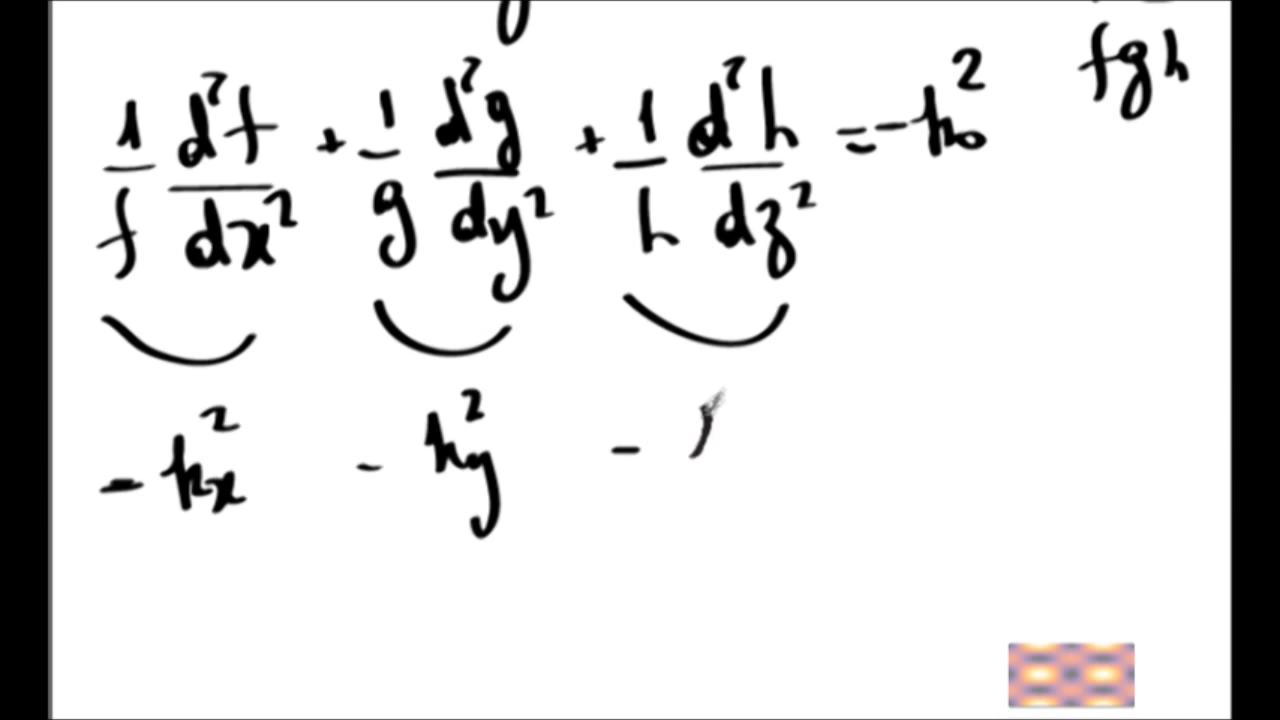 fgh
1/f d²f/dx² + 1/g d²g/dy² + 1/h d²h/dz² = -k₀²
-kₓ² - k_y² -